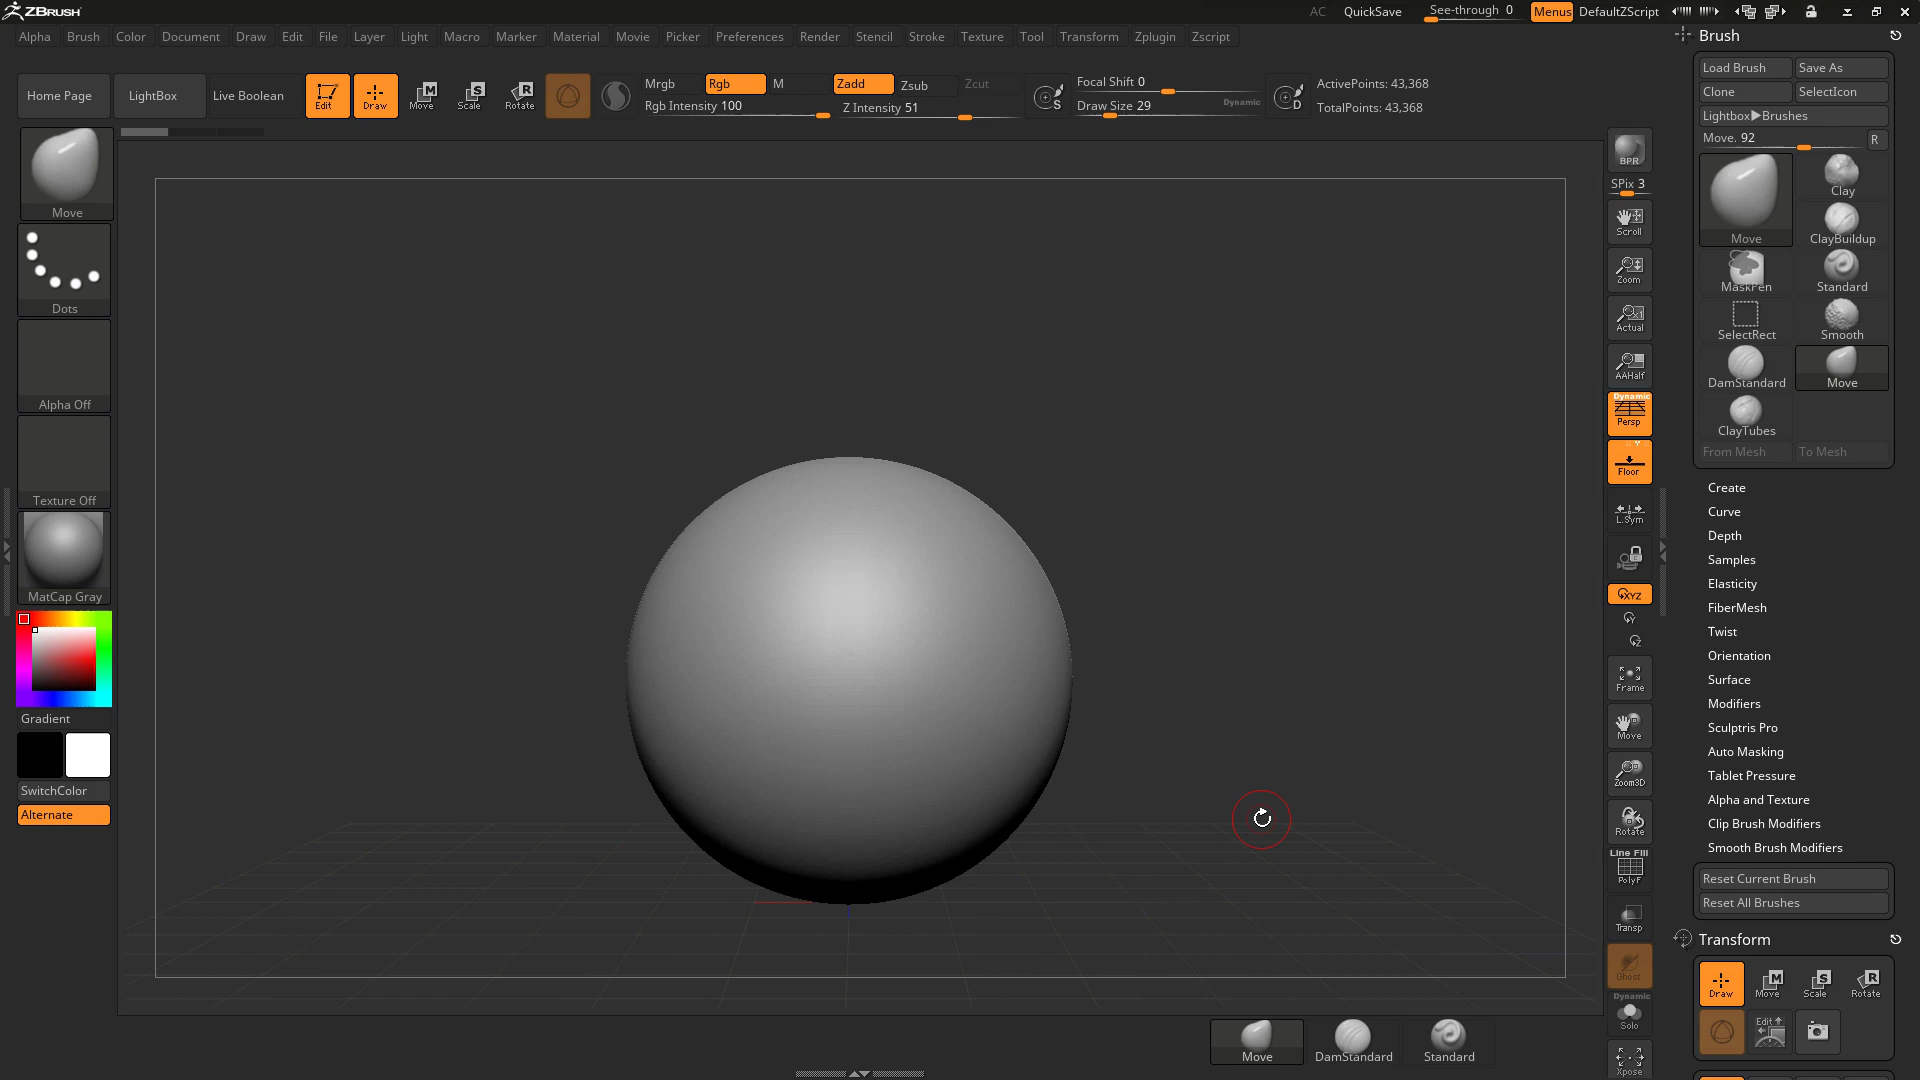 ZBRUSH
AC QuickSave See-through 0 Menus DefaultZScript
Alpha Brush Color Document Draw Edit File Layer Light Macro Marker Material Movie Picker Preferences Render Stencil Stroke Texture Tool Transform Zplugin Zscript
Home Page LightBox Live Boolean Edit Draw Move Scale Rotate
M S R
Mrgb Rgb M Zadd Zsub Zcut
Rgb Intensity 100 Z Intensity 51
S Focal Shift 0
Draw Size 29 Dynamic
D ActivePoints: 43,368
TotalPoints: 43,368
Move
Dots
Alpha Off
Texture Off
MatCap Gray
Gradient
SwitchColor
Alternate
BPR
SPix 3
Scroll
Zoom
Actual
AAHalf
Dynamic
Persp
Floor
L.Sym
XYZ
Y
Z
Frame
Move
Zoom3D
Rotate
Line Fill
PolyF
Transp
Ghost
Dynamic
Solo
Xpose
Move DamStandard Standard
Brush
Load Brush Save As
Clone SelectIcon
Lightbox▶Brushes
Move. 92 R
Move Clay
ClayBuildup
MaskPen Standard
SelectRect Smooth
DamStandard Move
ClayTubes
From Mesh To Mesh
Create
Curve
Depth
Samples
Elasticity
FiberMesh
Twist
Orientation
Surface
Modifiers
Sculptris Pro
Auto Masking
Tablet Pressure
Alpha and Texture
Clip Brush Modifiers
Smooth Brush Modifiers
Reset Current Brush
Reset All Brushes
Transform
M S R
Draw Move Scale Rotate
Edit